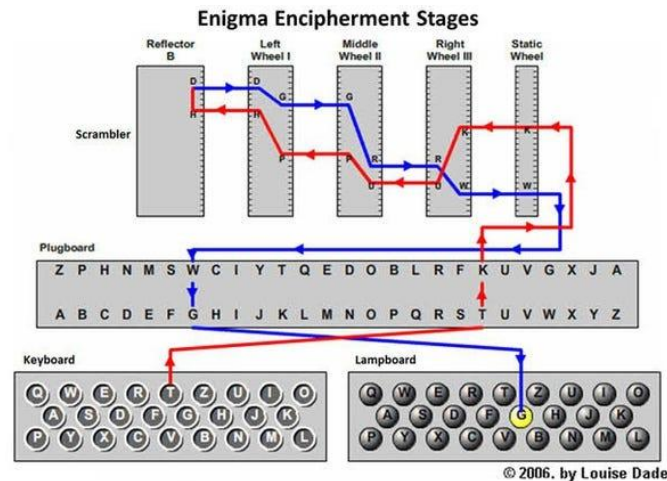 Enigma Encipherment Stages
Reflector B
Left Wheel I
Middle Wheel II
Right Wheel III
Static Wheel
Scrambler
D D G G R R W W
H H P P U U K K
Plugboard
Z P H N M S W C I Y T Q E D O B L R F K U V G X J A
A B C D E F G H I J K L M N O P Q R S T U V W X Y Z
Keyboard
Q W E R T Z U I O
A S D F G H J K
P Y X C V B N M L
Lampboard
Q W E R T Z U I O
A S D F G H J K
P Y X C V B N M L
© 2006. by Louise Dade